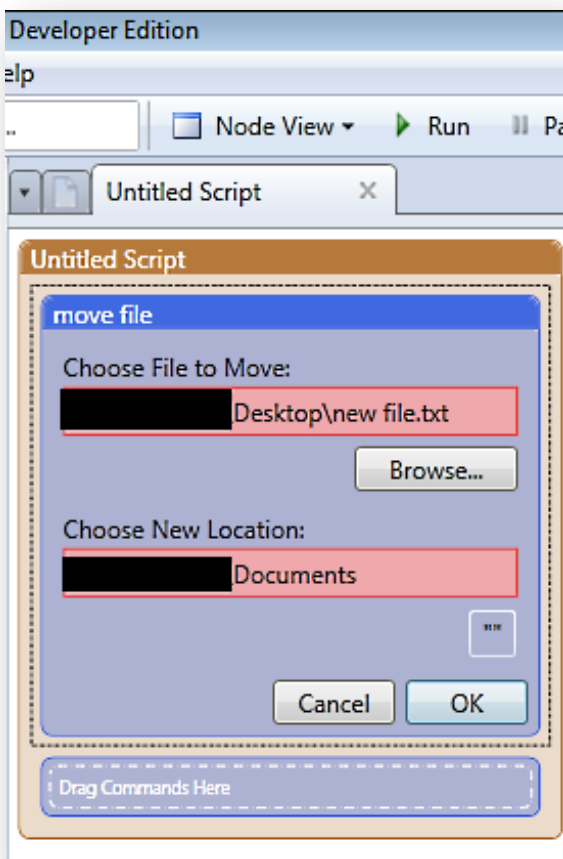 Developer Edition
elp
..
Node View
Run
Pa
Untitled Script
Untitled Script
move file
Choose File to Move:
Desktop\new file.txt
Browse...
Choose New Location:
Documents
""
Cancel
OK
Drag Commands Here